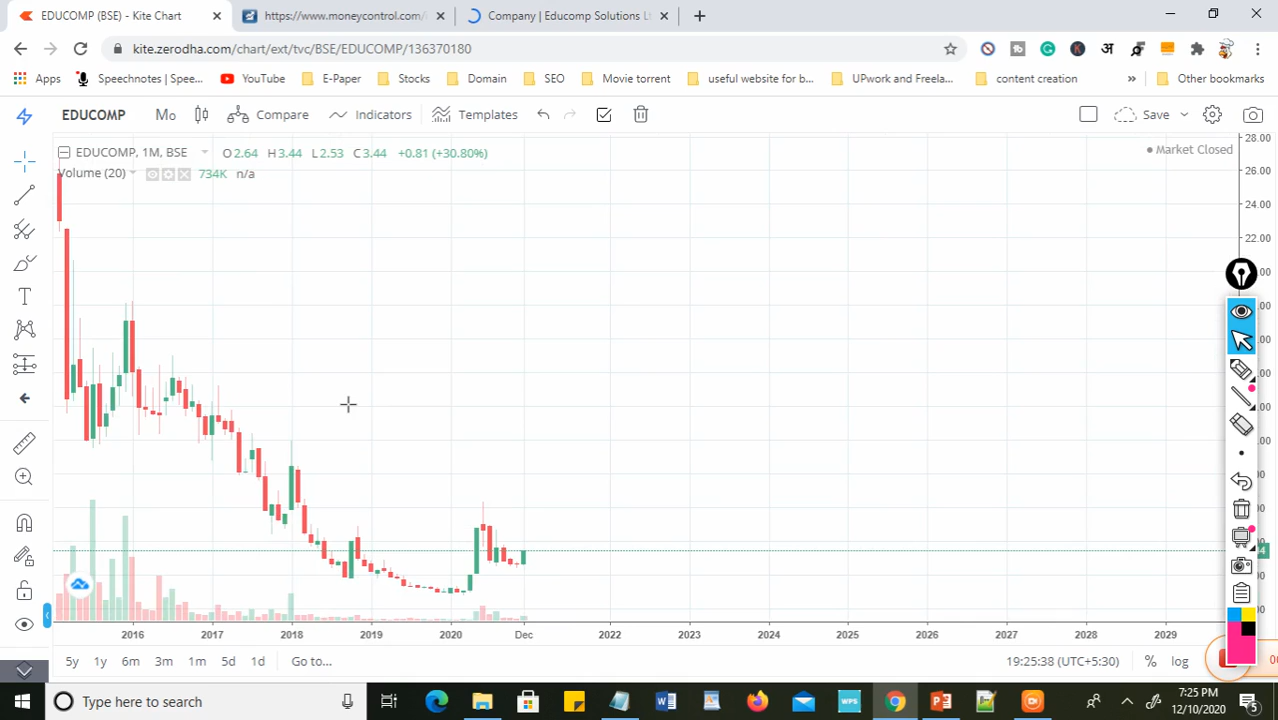 EDUCOMP (BSE) - Kite Chart
https://www.moneycontrol.com/
Company | Educomp Solutions L
kite.zerodha.com/chart/ext/tvc/BSE/EDUCOMP/136370180
Apps
Speechnotes | Spee...
YouTube
E-Paper
Stocks
Domain
SEO
Movie torrent
useful website for b...
UPwork and Freela...
content creation
»
Other bookmarks
EDUCOMP
Mo
Compare
Indicators
Templates
Save
EDUCOMP, 1M, BSE
O2.64 H3.44 L2.53 C3.44 +0.81 (+30.80%)
Market Closed
Volume (20)
734K n/a
28.00
26.00
24.00
22.00
2016 2017 2018 2019 2020 Dec 2022 2023 2024 2025 2026 2027 2028 2029
5y 1y 6m 3m 1m 5d 1d Go to...
19:25:38 (UTC+5:30) % log
Type here to search
7:25 PM
12/10/2020
5